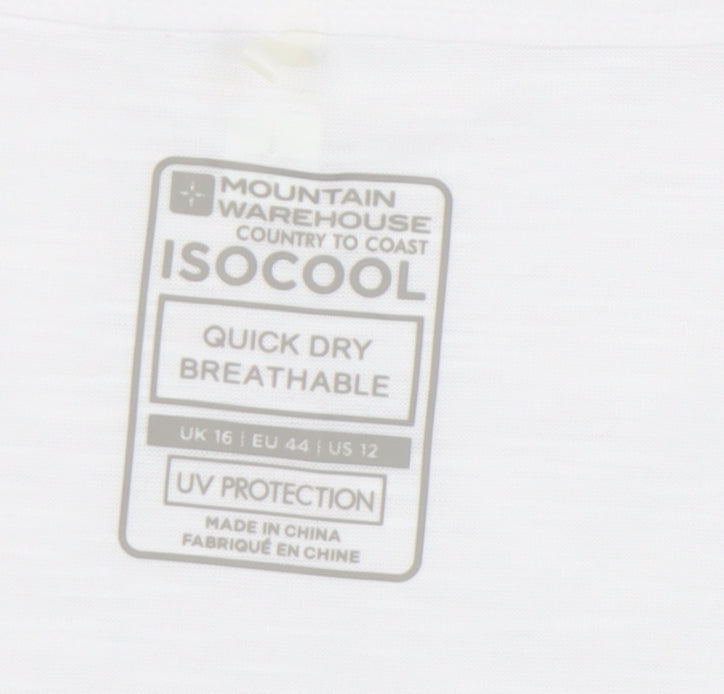 MOUNTAIN
WAREHOUSE
COUNTRY TO COAST
ISOCOOL
QUICK DRY
BREATHABLE
UK 16 | EU 44 | US 12
UV PROTECTION
MADE IN CHINA
FABRIQUÉ EN CHINE